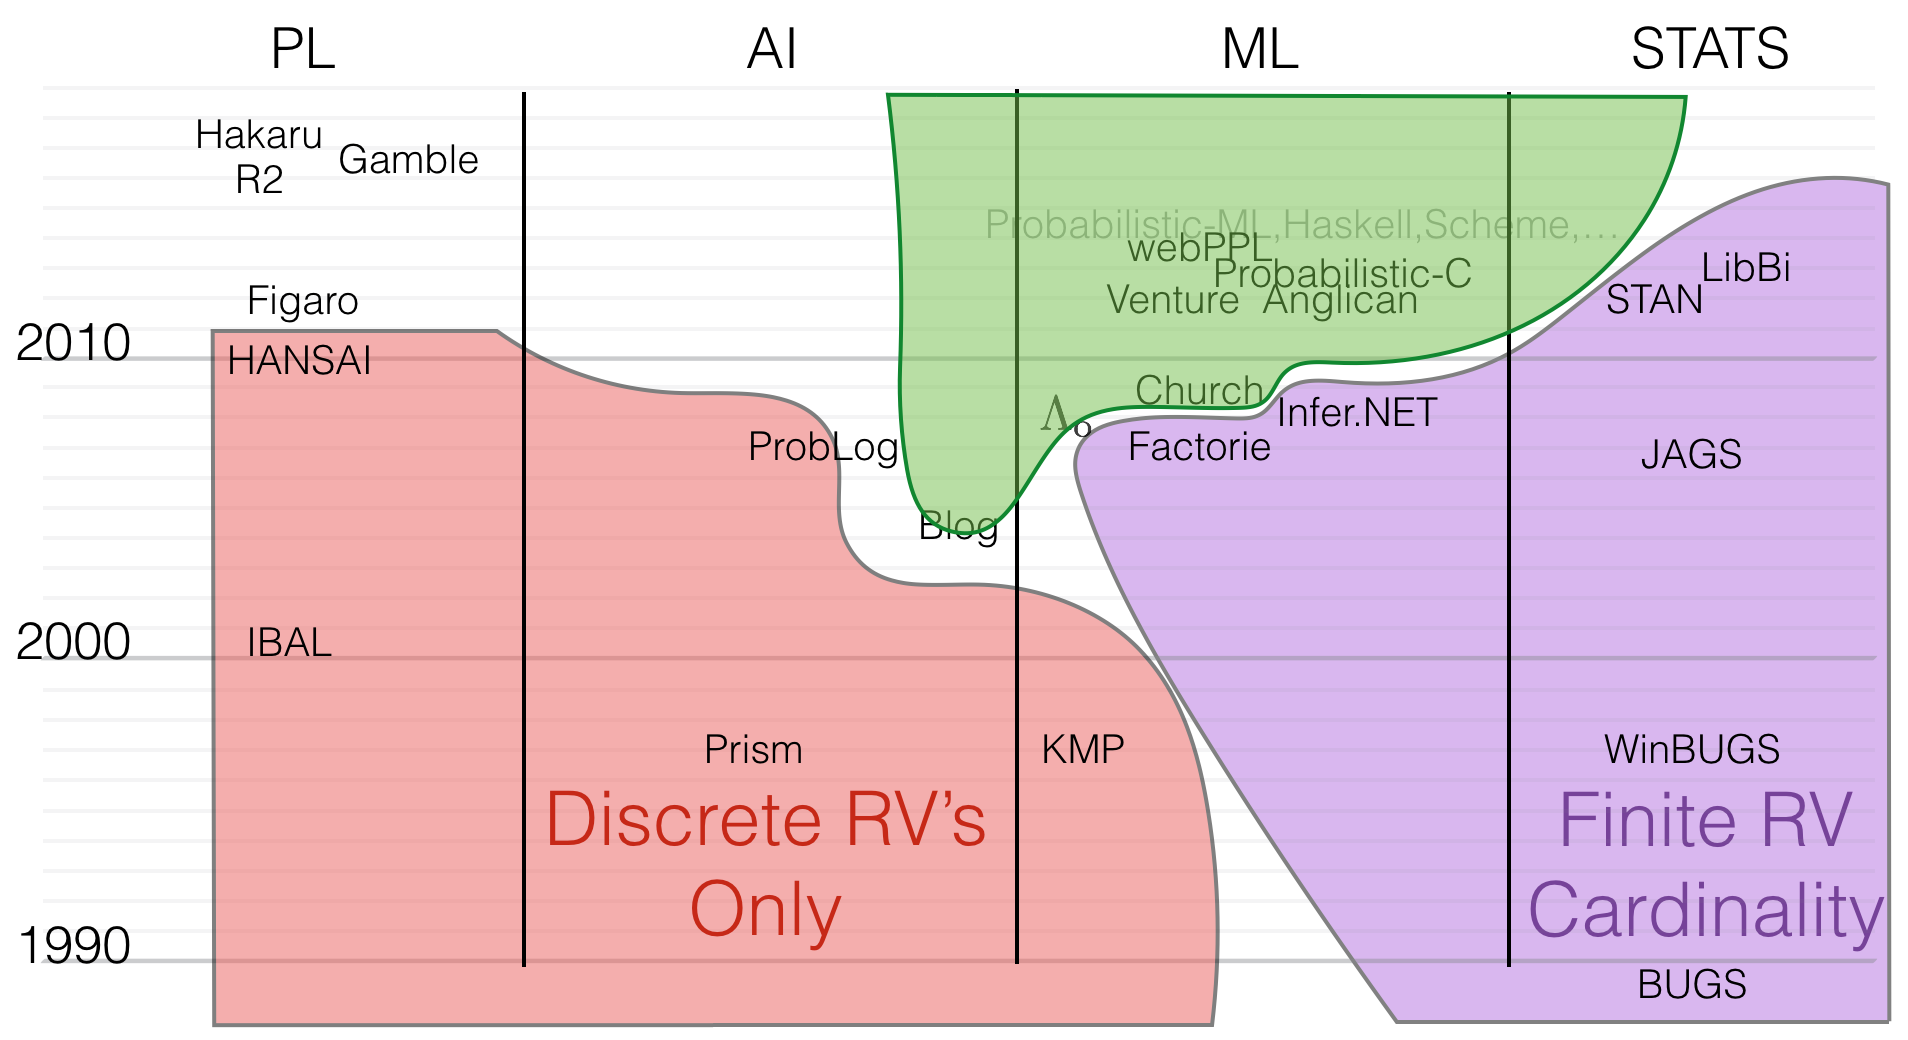 PL
AI
ML
STATS
Hakaru
R2
Gamble
Probabilistic-ML,Haskell,Scheme,…
webPPL
Probabilistic-C
LibBi
Figaro
Venture
Anglican
STAN
2010
HANSAI
Church
Λο
Infer.NET
ProbLog
Factorie
JAGS
Blog
2000
IBAL
Prism
KMP
WinBUGS
Discrete RV’s
Only
Finite RV
Cardinality
1990
BUGS